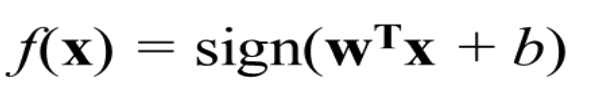 f(x) = sign(wᵀx + b)